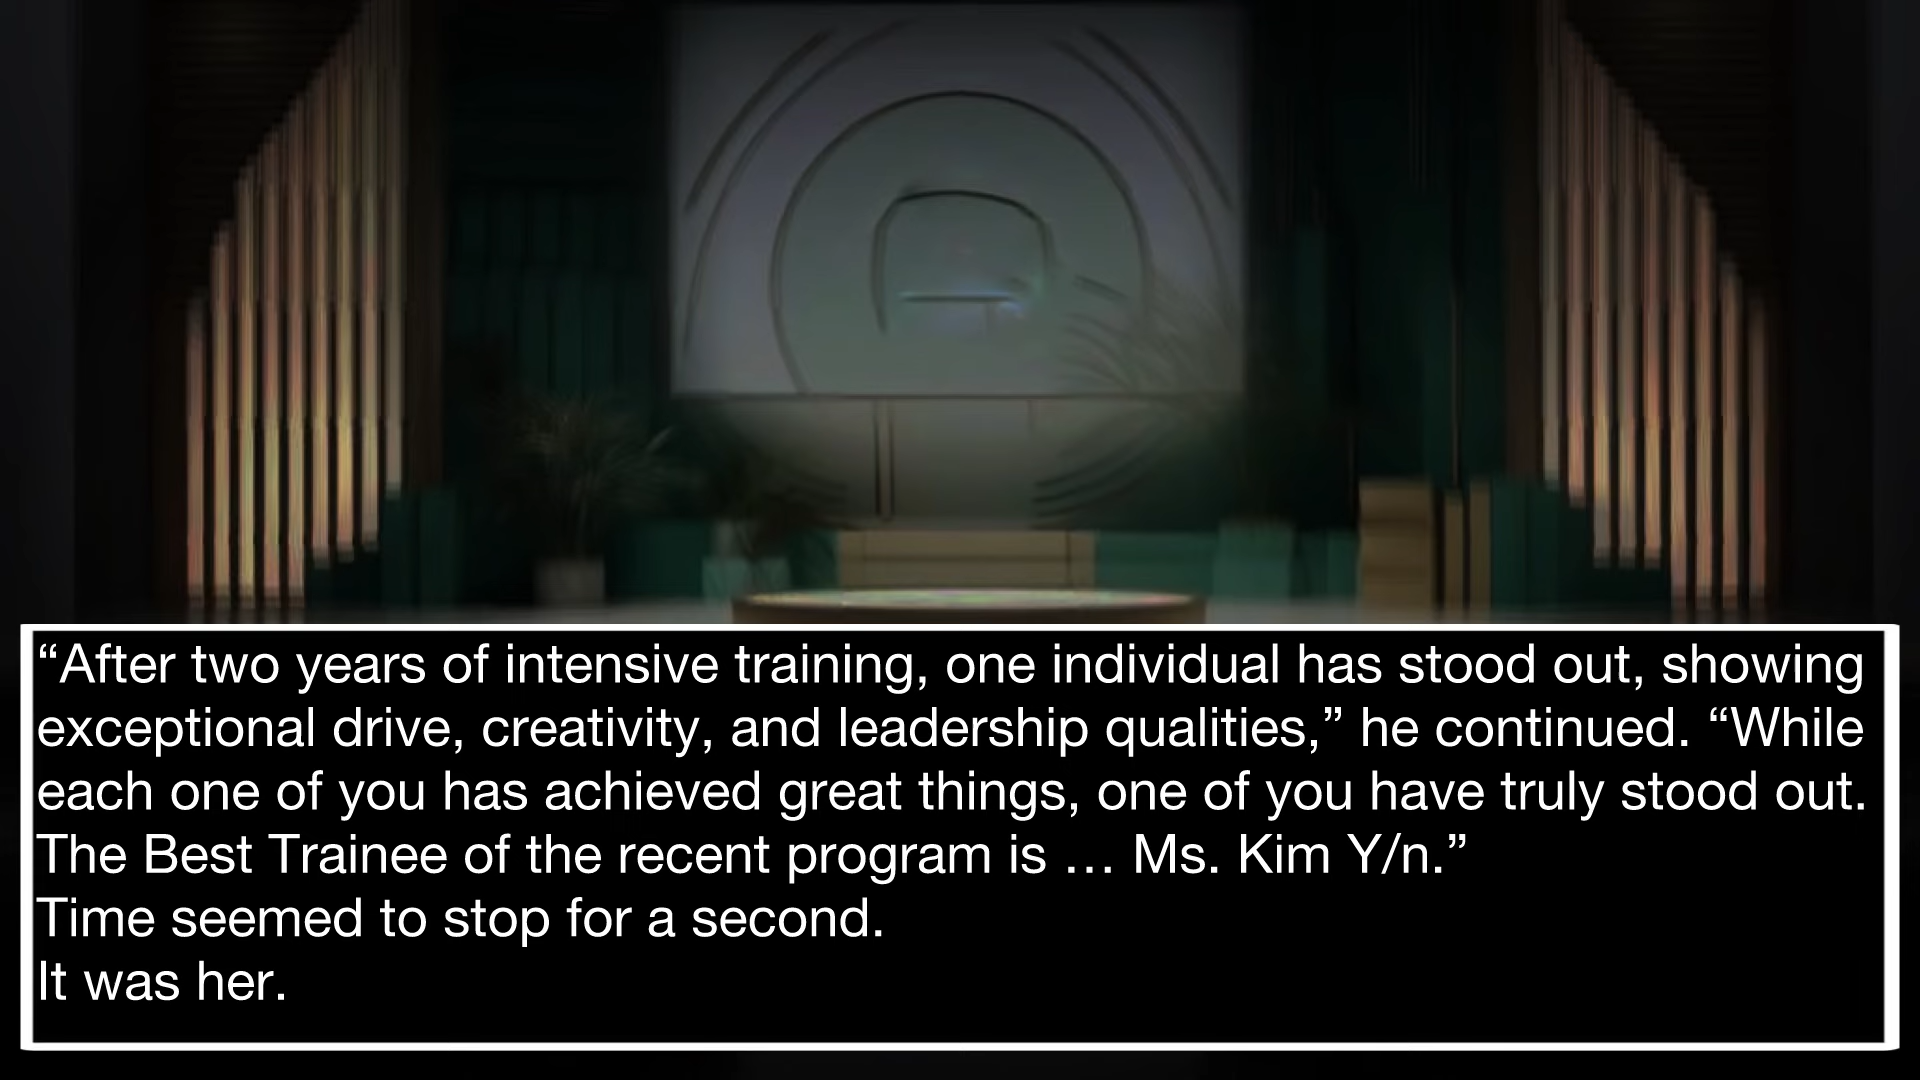 “After two years of intensive training, one individual has stood out, showing
exceptional drive, creativity, and leadership qualities,” he continued. “While
each one of you has achieved great things, one of you have truly stood out.
The Best Trainee of the recent program is … Ms. Kim Y/n.”
Time seemed to stop for a second.
It was her.